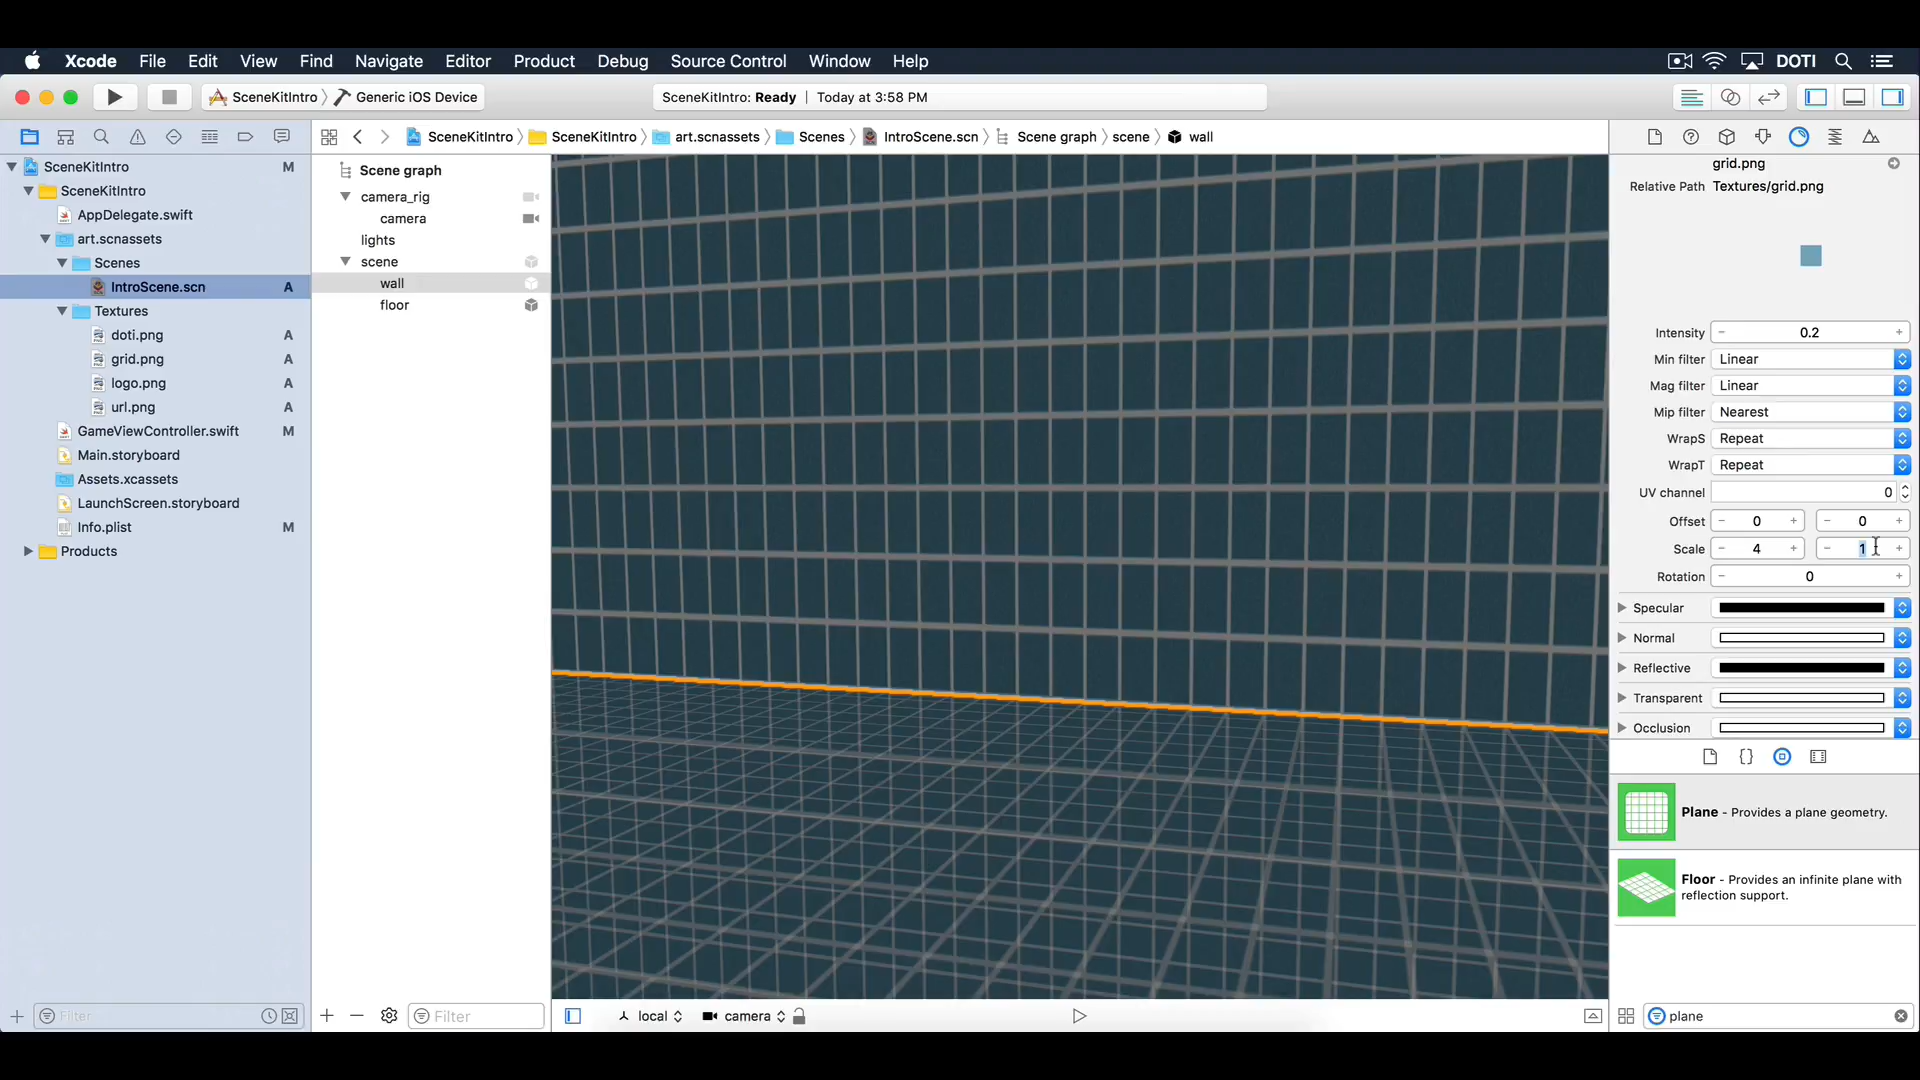 Xcode File Edit View Find Navigate Editor Product Debug Source Control Window Help DOTI
SceneKitIntro Generic iOS Device SceneKitIntro: Ready | Today at 3:58 PM
SceneKitIntro SceneKitIntro art.scnassets Scenes IntroScene.scn Scene graph scene wall
SceneKitIntro M
SceneKitIntro
AppDelegate.swift
art.scnassets
Scenes
IntroScene.scn A
Textures
doti.png A
grid.png A
logo.png A
url.png A
GameViewController.swift M
Main.storyboard
Assets.xcassets
LaunchScreen.storyboard
Info.plist M
Products
Filter
Scene graph
camera_rig
camera
lights
scene
wall
floor
Filter
local camera
grid.png
Relative Path Textures/grid.png
Intensity 0.2
Min filter Linear
Mag filter Linear
Mip filter Nearest
WrapS Repeat
WrapT Repeat
UV channel 0
Offset 0 0
Scale 4 1
Rotation 0
Specular
Normal
Reflective
Transparent
Occlusion
Plane - Provides a plane geometry.
Floor - Provides an infinite plane with
reflection support.
plane